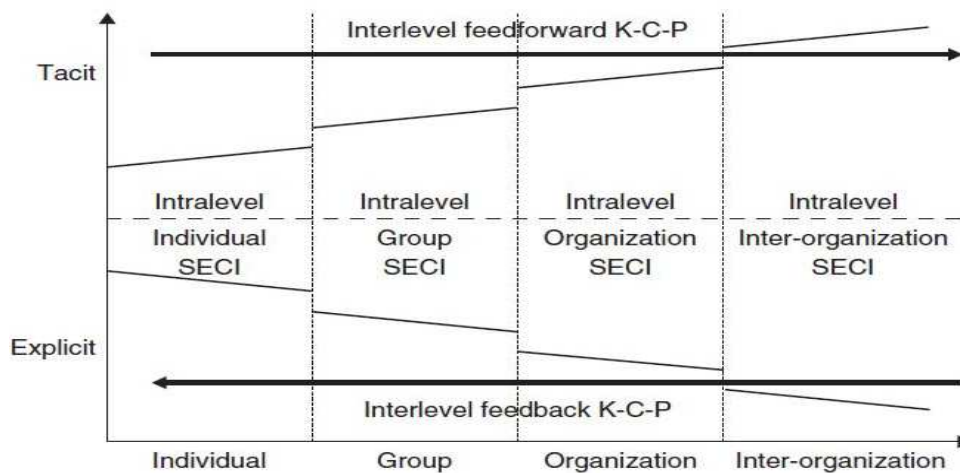 Interlevel feedforward K-C-P
Tacit
Intralevel Intralevel Intralevel Intralevel
Individual Group Organization Inter-organization
SECI SECI SECI SECI
Explicit
Interlevel feedback K-C-P
Individual Group Organization Inter-organization